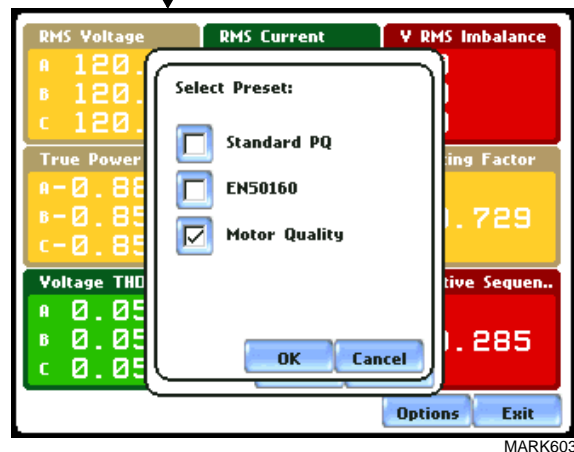 RMS Voltage RMS Current V RMS Imbalance
A 120.
B 120.
C 120.
Select Preset:
Standard PQ
EN50160
Motor Quality
True Power ing Factor
A-0.88
B-0.85 .729
C-0.85
Voltage THD tive Sequen..
A 0.05
B 0.05 .285
C 0.05
OK Cancel
Options Exit
MARK603